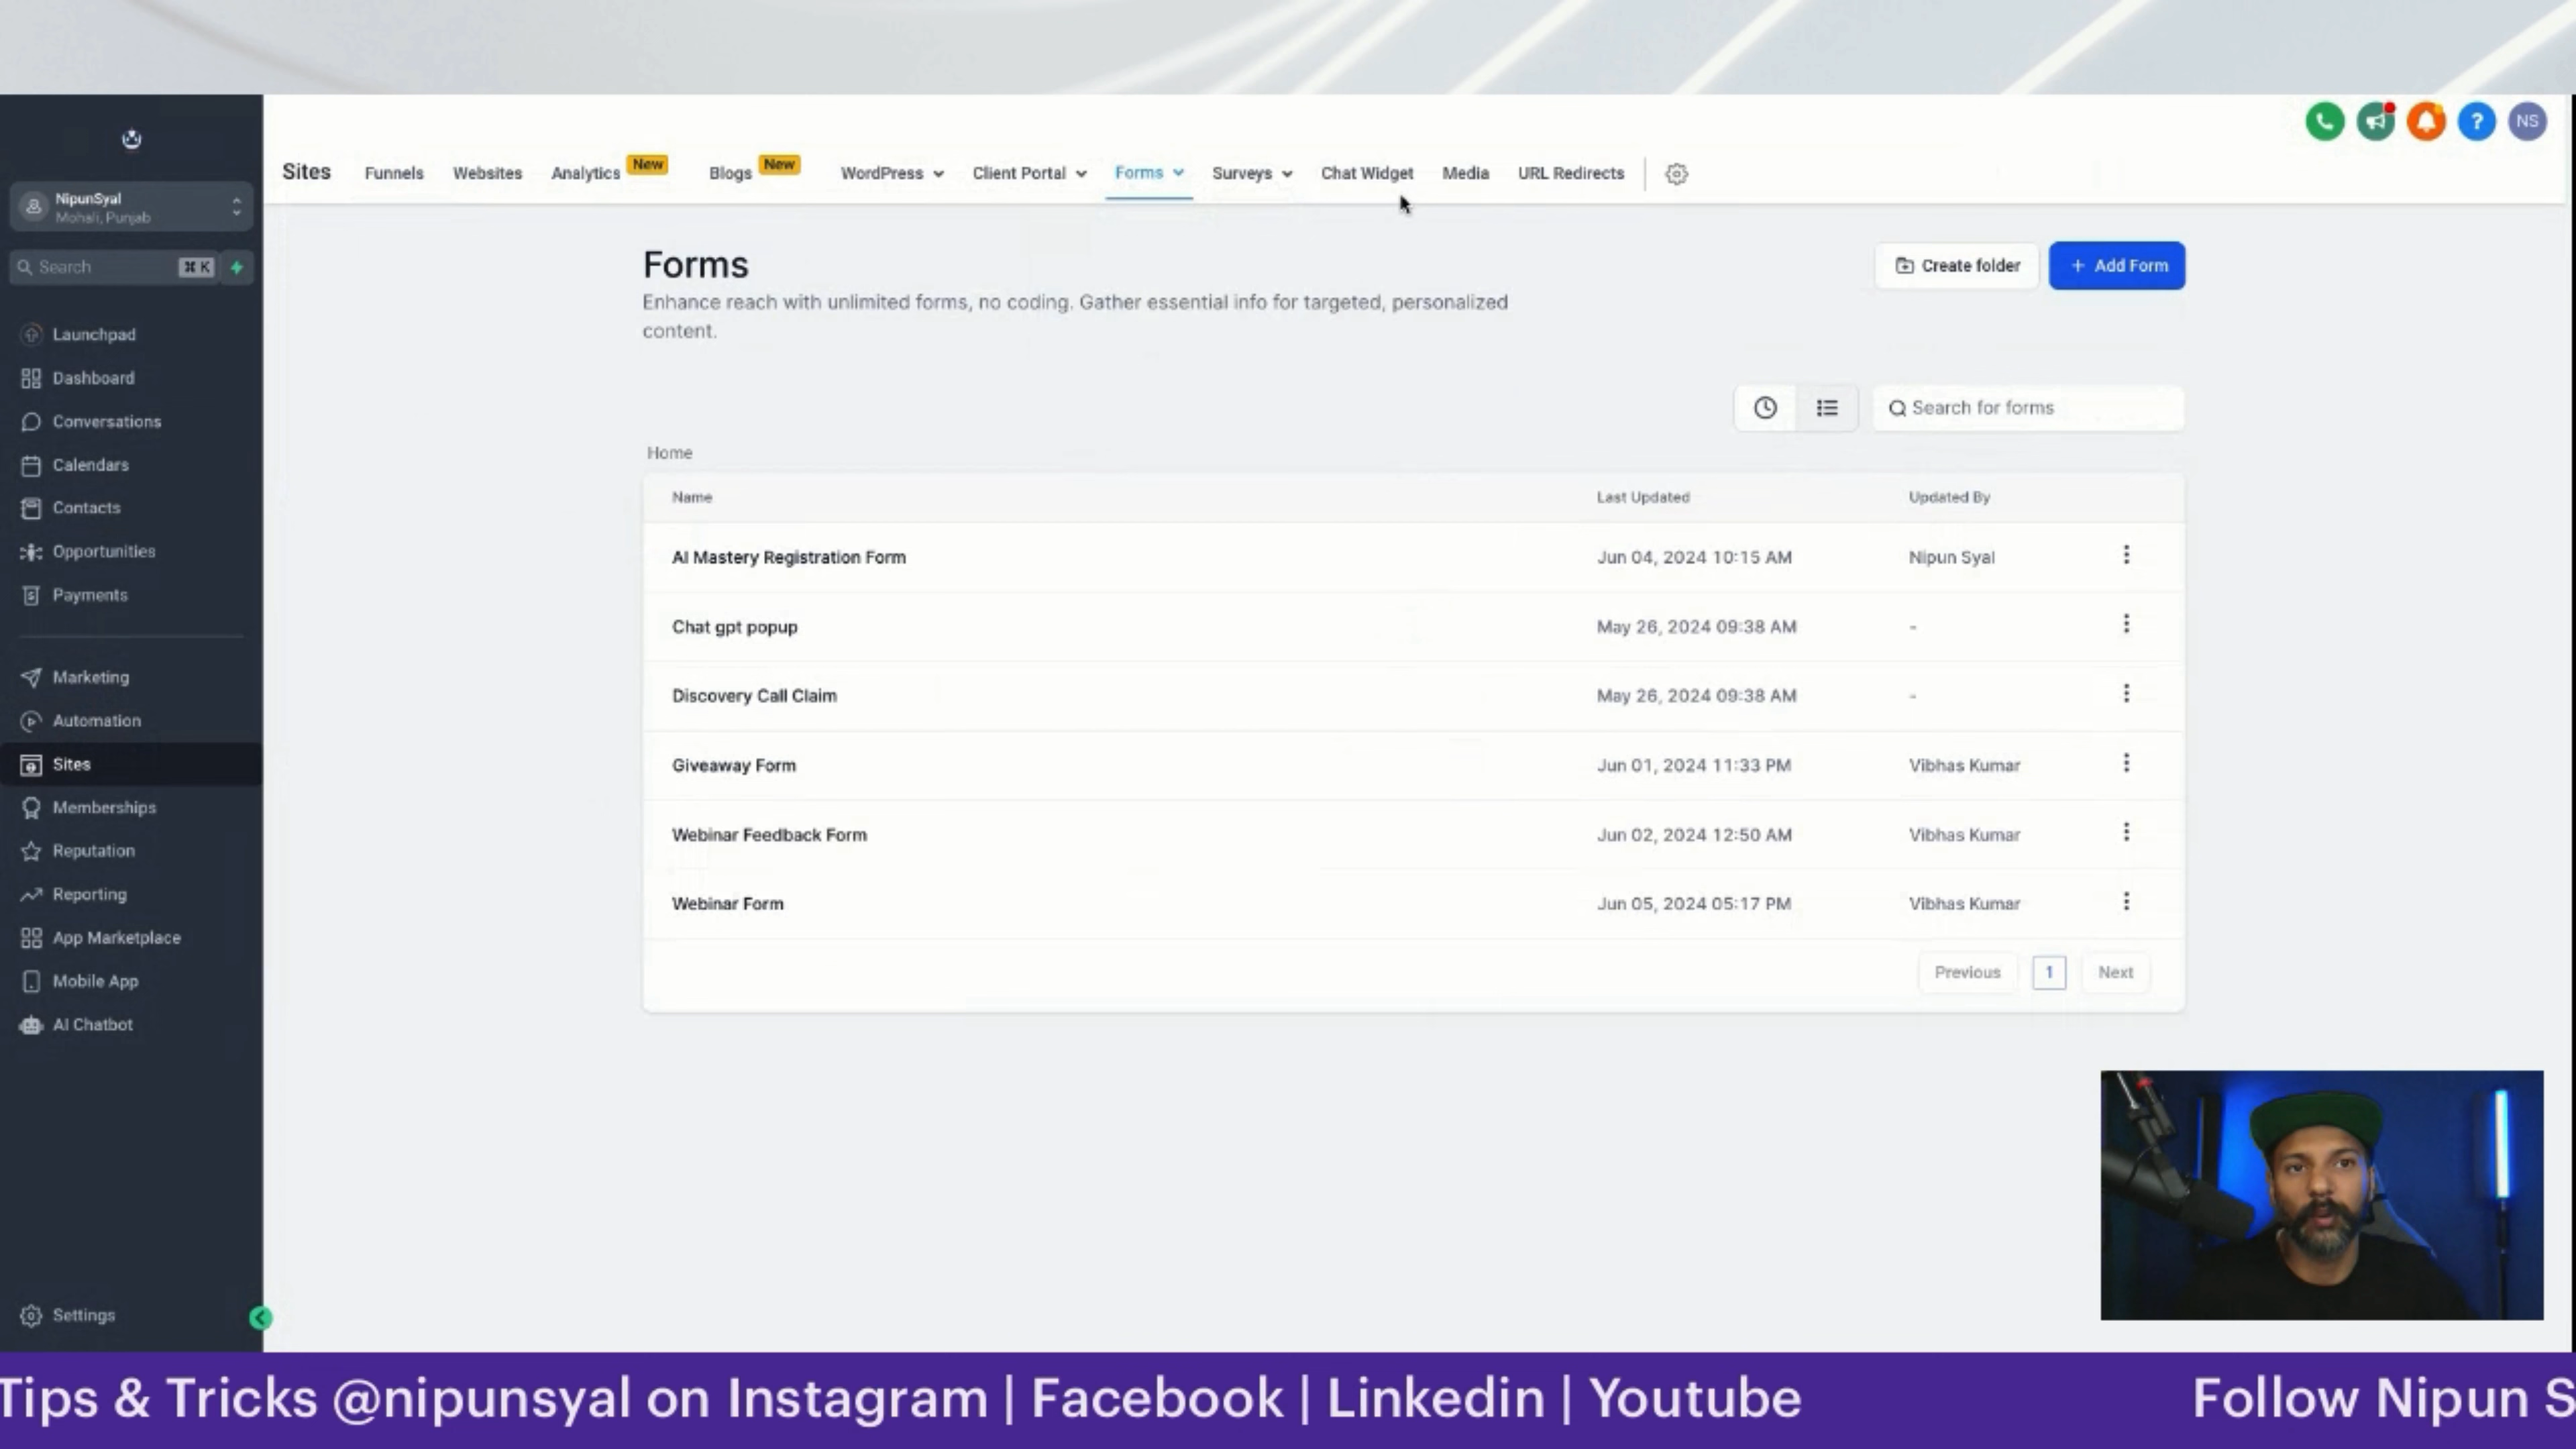 NS
Sites
Funnels
Websites
Analytics
New
Blogs
New
WordPress
Client Portal
Forms
Surveys
Chat Widget
Media
URL Redirects
NipunSyal
Mohali, Punjab
Search
⌘ K
Launchpad
Dashboard
Conversations
Calendars
Contacts
Opportunities
Payments
Marketing
Automation
Sites
Memberships
Reputation
Reporting
App Marketplace
Mobile App
AI Chatbot
Settings
Forms
Enhance reach with unlimited forms, no coding. Gather essential info for targeted, personalized
content.
Create folder
+ Add Form
Search for forms
Home
Name Last Updated Updated By
AI Mastery Registration Form Jun 04, 2024 10:15 AM Nipun Syal
Chat gpt popup May 26, 2024 09:38 AM -
Discovery Call Claim May 26, 2024 09:38 AM -
Giveaway Form Jun 01, 2024 11:33 PM Vibhas Kumar
Webinar Feedback Form Jun 02, 2024 12:50 AM Vibhas Kumar
Webinar Form Jun 05, 2024 05:17 PM Vibhas Kumar
Previous 1 Next
Tips & Tricks @nipunsyal on Instagram | Facebook | Linkedin | Youtube Follow Nipun S